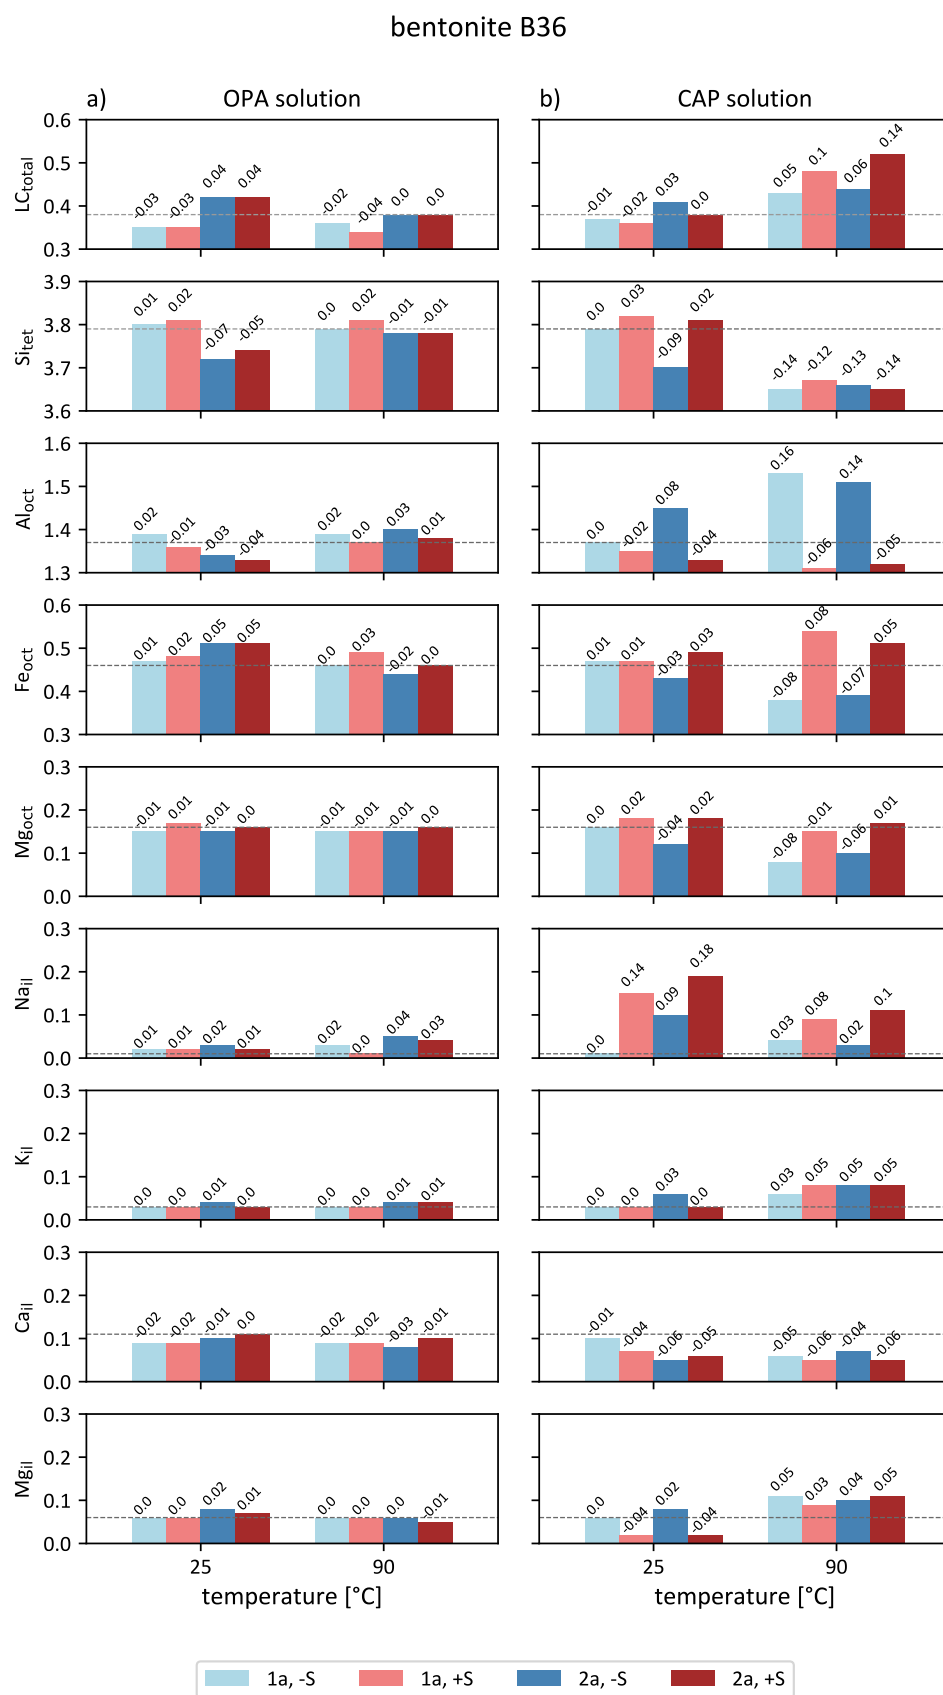 bentonite B36
a) OPA solution b) CAP solution
LCtotal
0.6
0.5
0.4
0.3
-0.03 -0.03 0.04 0.04 -0.02 -0.04 0.0 0.0
-0.01 -0.02 0.03 0.0 0.05 0.1 0.06 0.14
Sitet
3.9
3.8
3.7
3.6
0.01 0.02 -0.07 -0.05 0.0 0.02 -0.01 -0.01
0.0 0.03 -0.09 0.02 -0.14 -0.12 -0.13 -0.14
Aloct
1.6
1.5
1.4
1.3
0.02 -0.01 -0.03 -0.04 0.02 0.0 0.03 0.01
0.0 -0.02 0.08 -0.04 0.16 -0.06 0.14 -0.05
Feoct
0.6
0.5
0.4
0.3
0.01 0.02 0.05 0.05 0.0 0.03 -0.02 0.0
0.01 0.01 -0.03 0.03 -0.08 0.08 -0.07 0.05
Mgoct
0.3
0.2
0.1
0.0
-0.01 0.01 -0.01 0.0 -0.01 -0.01 -0.01 0.0
0.0 0.02 -0.04 0.02 -0.08 -0.01 -0.06 0.01
Nail
0.3
0.2
0.1
0.0
0.01 0.01 0.02 0.01 0.02 0.0 0.04 0.03
0.0 0.14 0.09 0.18 0.03 0.08 0.02 0.1
Kil
0.3
0.2
0.1
0.0
0.0 0.0 0.01 0.0 0.0 0.0 0.01 0.01
0.0 0.0 0.03 0.0 0.03 0.05 0.05 0.05
Cail
0.3
0.2
0.1
0.0
-0.02 -0.02 -0.01 0.0 -0.02 -0.02 -0.03 -0.01
-0.01 -0.04 -0.06 -0.05 -0.05 -0.06 -0.04 -0.06
Mgil
0.3
0.2
0.1
0.0
0.0 0.0 0.02 0.01 0.0 0.0 0.0 -0.01
0.0 -0.04 0.02 -0.04 0.05 0.03 0.04 0.05
25 90 25 90
temperature [°C] temperature [°C]
1a, -S 1a, +S 2a, -S 2a, +S